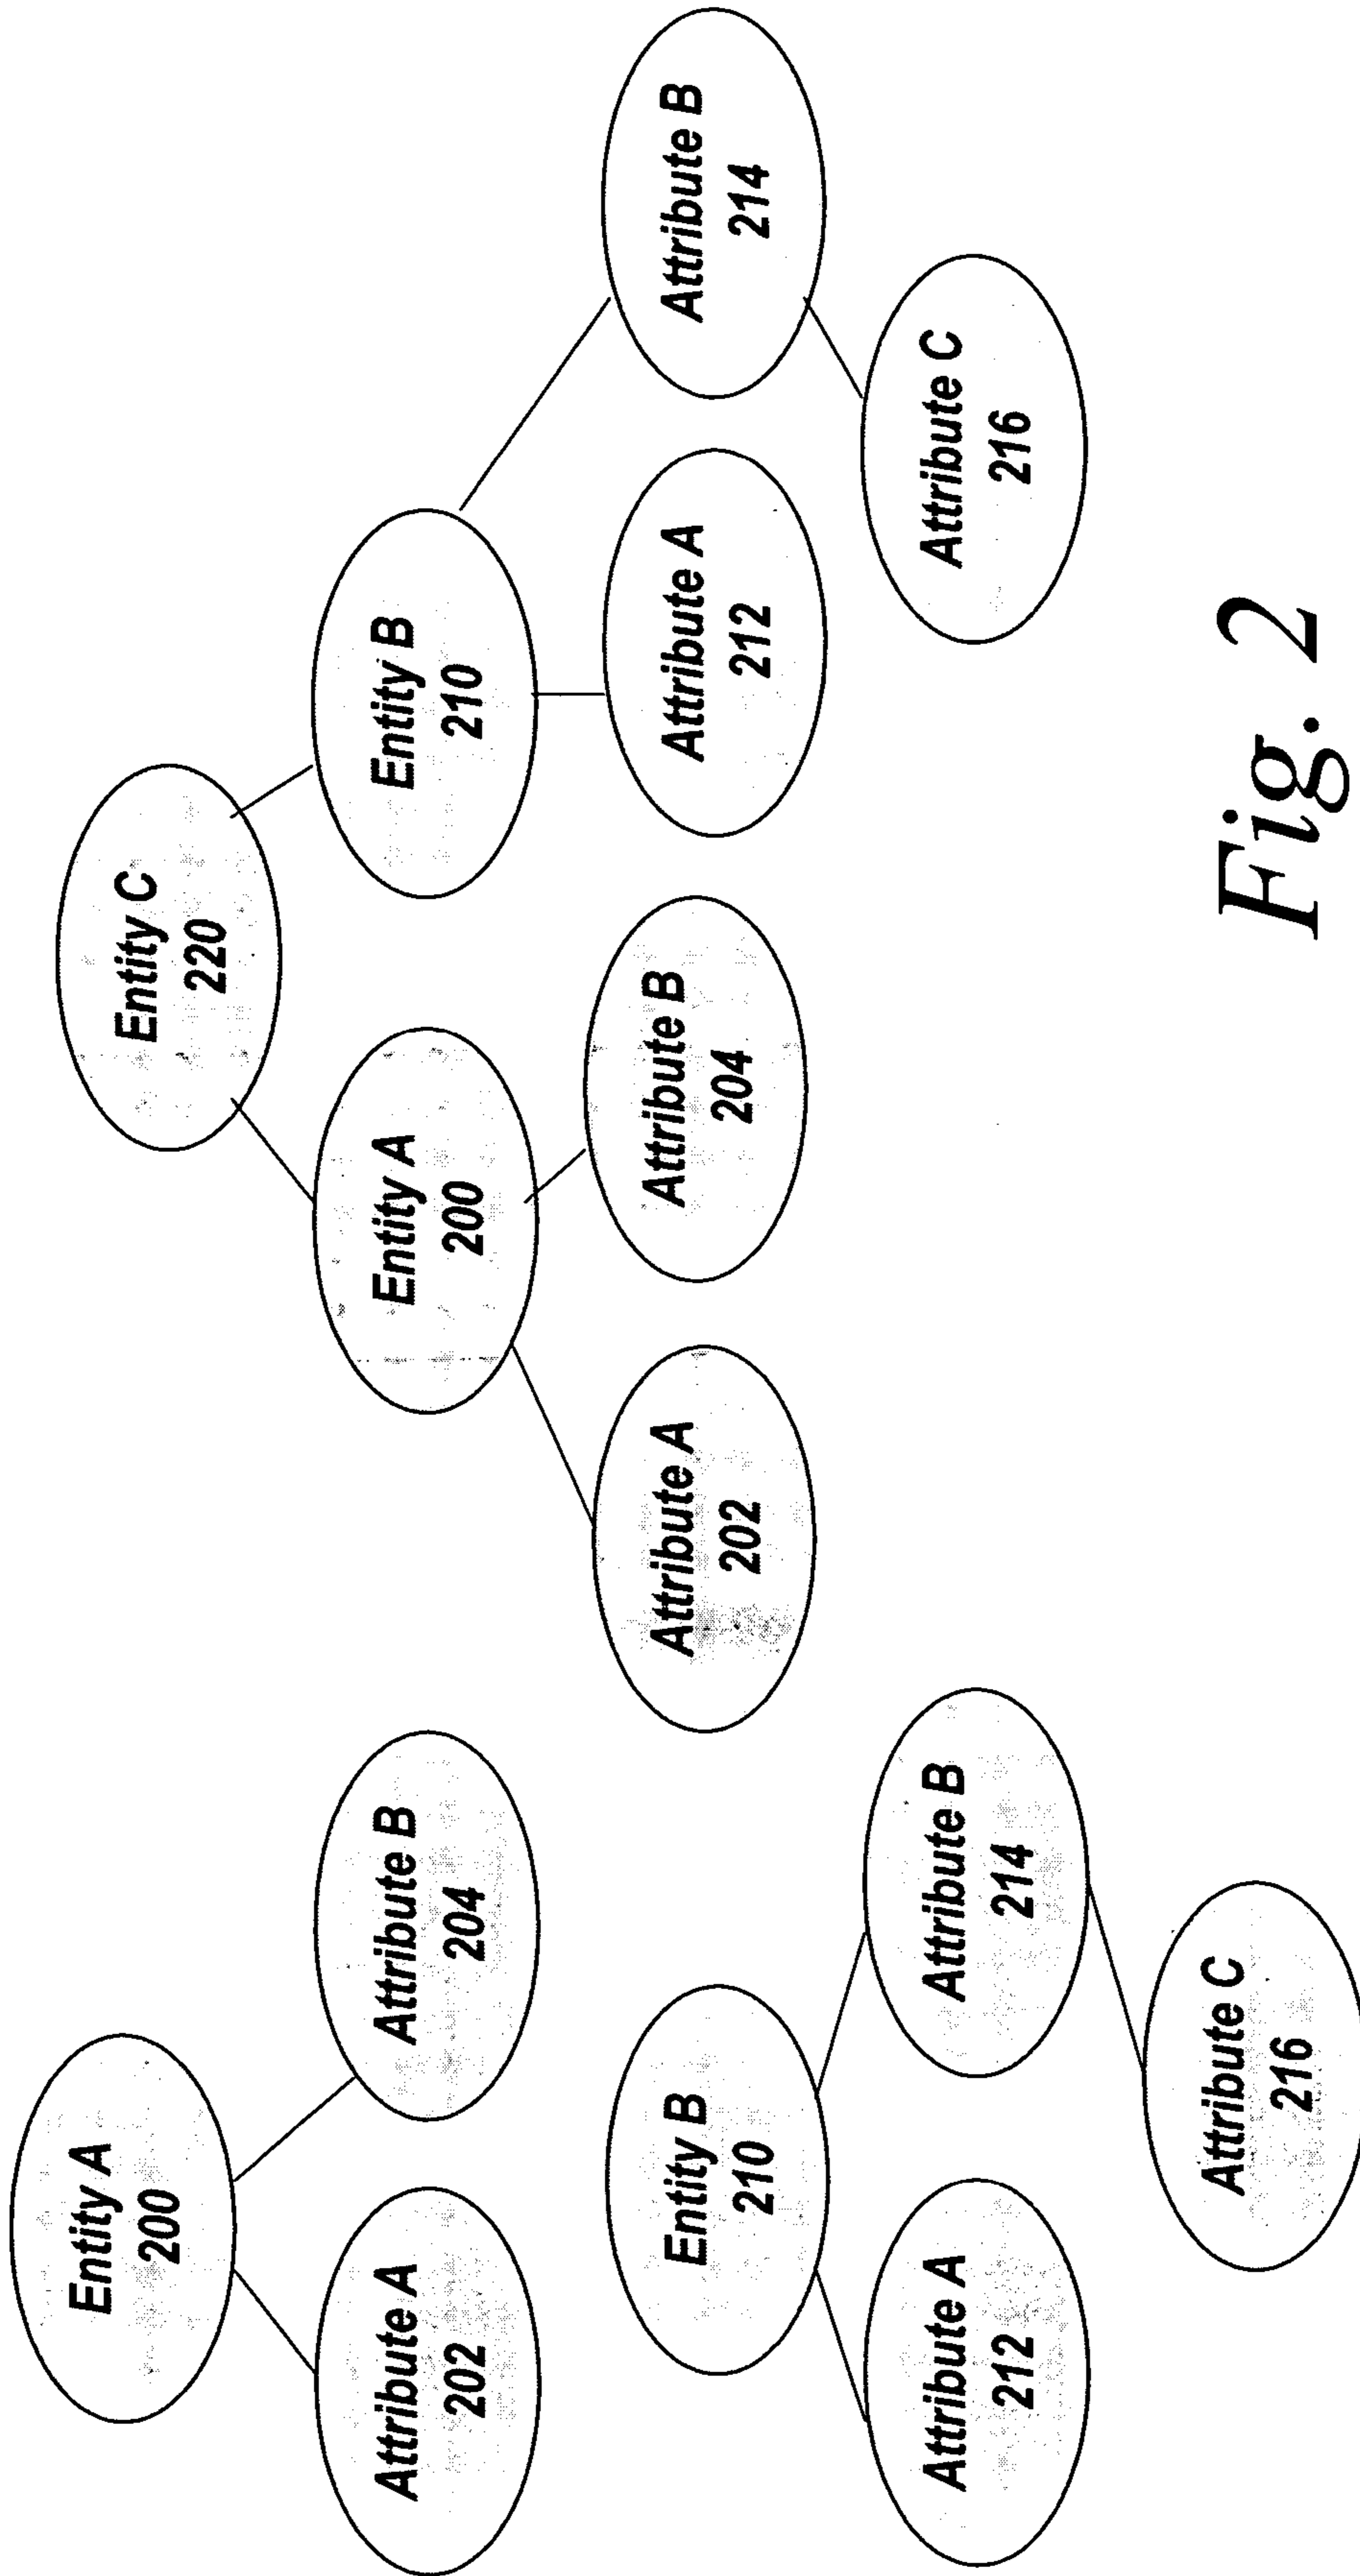 Entity A
200
Attribute A
202
Attribute B
204
Entity B
210
Attribute A
212
Attribute B
214
Attribute C
216
Entity C
220
Entity A
200
Entity B
210
Attribute A
202
Attribute B
204
Attribute A
212
Attribute B
214
Attribute C
216
Fig. 2